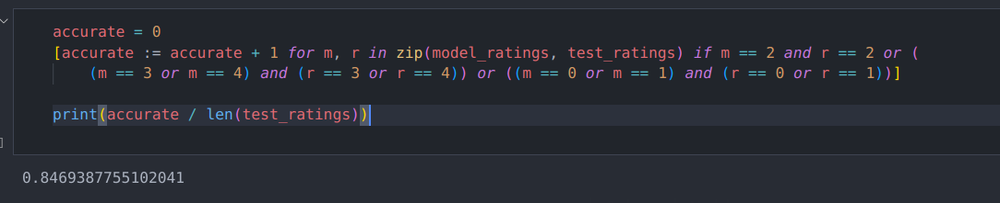 accurate = 0
[accurate := accurate + 1 for m, r in zip(model_ratings, test_ratings) if m == 2 and r == 2 or (
(m == 3 or m == 4) and (r == 3 or r == 4)) or ((m == 0 or m == 1) and (r == 0 or r == 1))]
print(accurate / len(test_ratings))
0.8469387755102041